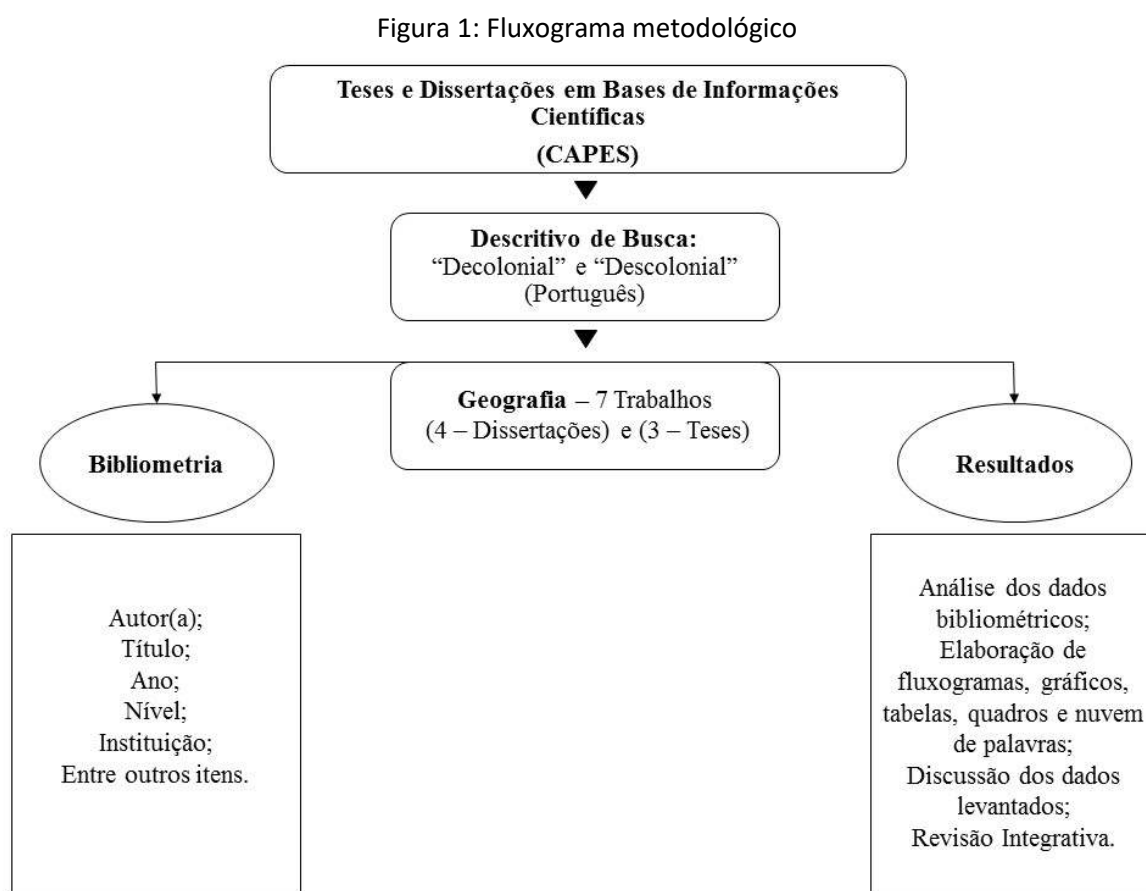 Figura 1: Fluxograma metodológico
Teses e Dissertações em Bases de Informações
Científicas
(CAPES)
Descritivo de Busca:
“Decolonial” e “Descolonial”
(Português)
Geografia – 7 Trabalhos
(4 – Dissertações) e (3 – Teses)
Bibliometria
Resultados
Autor(a);
Título;
Ano;
Nível;
Instituição;
Entre outros itens.
Análise dos dados
bibliométricos;
Elaboração de
fluxogramas, gráficos,
tabelas, quadros e nuvem
de palavras;
Discussão dos dados
levantados;
Revisão Integrativa.